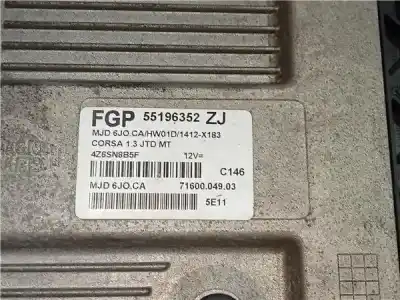 FGP 55196352 ZJ
MJD 6JO.CA/HW01D/1412-X183
CORSA 1.3 JTD MT
4Z6SN8B5F 12V=
C146
MJD 6JO.CA 71600.049.03
5E11